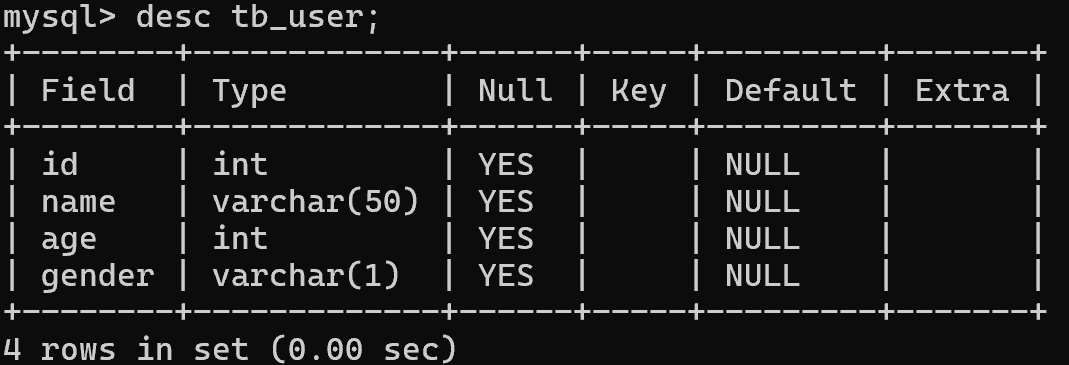 mysql> desc tb_user;
+--------+-------------+------+-----+---------+-------+
| Field  | Type        | Null | Key | Default | Extra |
+--------+-------------+------+-----+---------+-------+
| id     | int         | YES  |     | NULL    |       |
| name   | varchar(50) | YES  |     | NULL    |       |
| age    | int         | YES  |     | NULL    |       |
| gender | varchar(1)  | YES  |     | NULL    |       |
+--------+-------------+------+-----+---------+-------+
4 rows in set (0.00 sec)